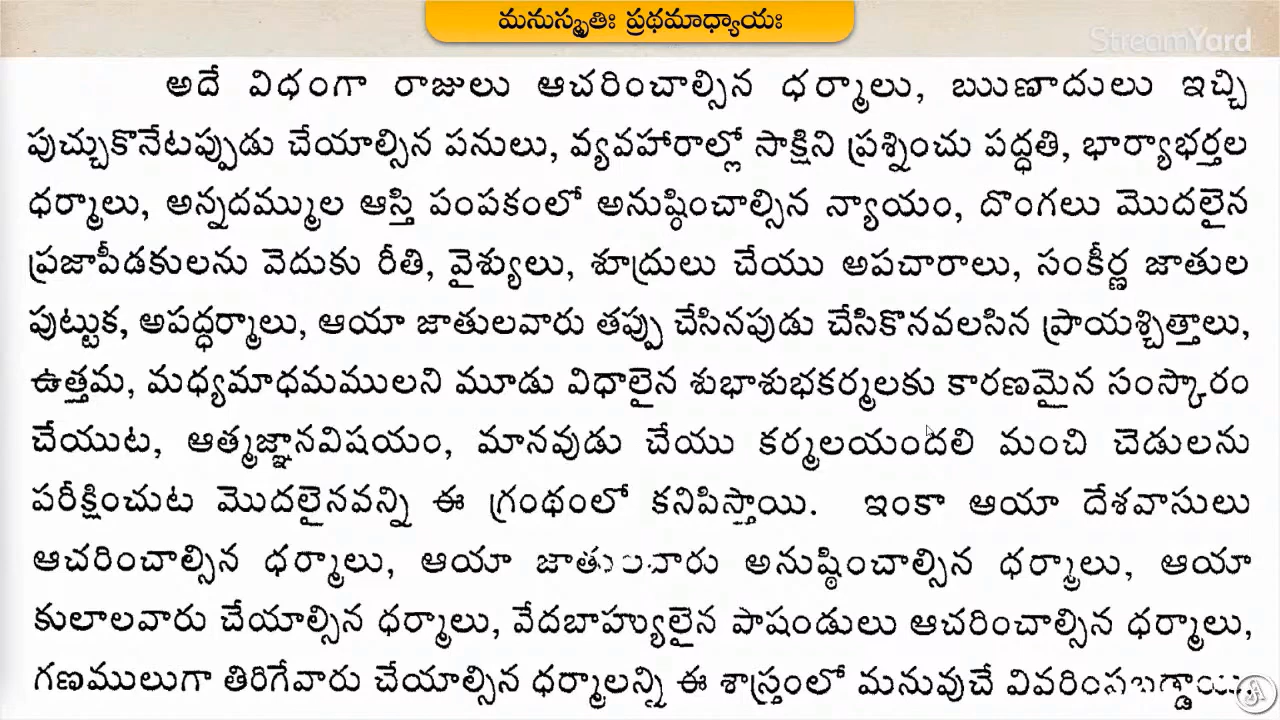 మనుస్మృతిః ప్రథమాధ్యాయః
StreamYard
అదే విధంగా రాజులు ఆచరించాల్సిన ధర్మాలు, ఋణాదులు ఇచ్చి
పుచ్చుకొనేటప్పుడు చేయాల్సిన పనులు, వ్యవహారాల్లో సాక్షిని ప్రశ్నించు పద్ధతి, భార్యాభర్తల
ధర్మాలు, అన్నదమ్ముల ఆస్తి పంపకంలో అనుష్ఠించాల్సిన న్యాయం, దొంగలు మొదలైన
ప్రజాపీడకులను వెదుకు రీతి, వైశ్యులు, శూద్రులు చేయు అపచారాలు, సంకీర్ణ జాతుల
పుట్టుక, అపద్ధర్మాలు, ఆయా జాతులవారు తప్పు చేసినపుడు చేసికొనవలసిన ప్రాయశ్చిత్తాలు,
ఉత్తమ, మధ్యమాధమములని మూడు విధాలైన శుభాశుభకర్మలకు కారణమైన సంస్కారం
చేయుట, ఆత్మజ్ఞానవిషయం, మానవుడు చేయు కర్మలయందలి మంచి చెడులను
పరీక్షించుట మొదలైనవన్ని ఈ గ్రంథంలో కనిపిస్తాయి. ఇంకా ఆయా దేశవాసులు
ఆచరించాల్సిన ధర్మాలు, ఆయా జాతులవారు అనుష్ఠించాల్సిన ధర్మాలు, ఆయా
కులాలవారు చేయాల్సిన ధర్మాలు, వేదబాహ్యులైన పాషండులు ఆచరించాల్సిన ధర్మాలు,
గణములుగా తిరిగేవారు చేయాల్సిన ధర్మాలన్ని ఈ శాస్త్రంలో మనువుచే వివరింపబడ్డాయి.